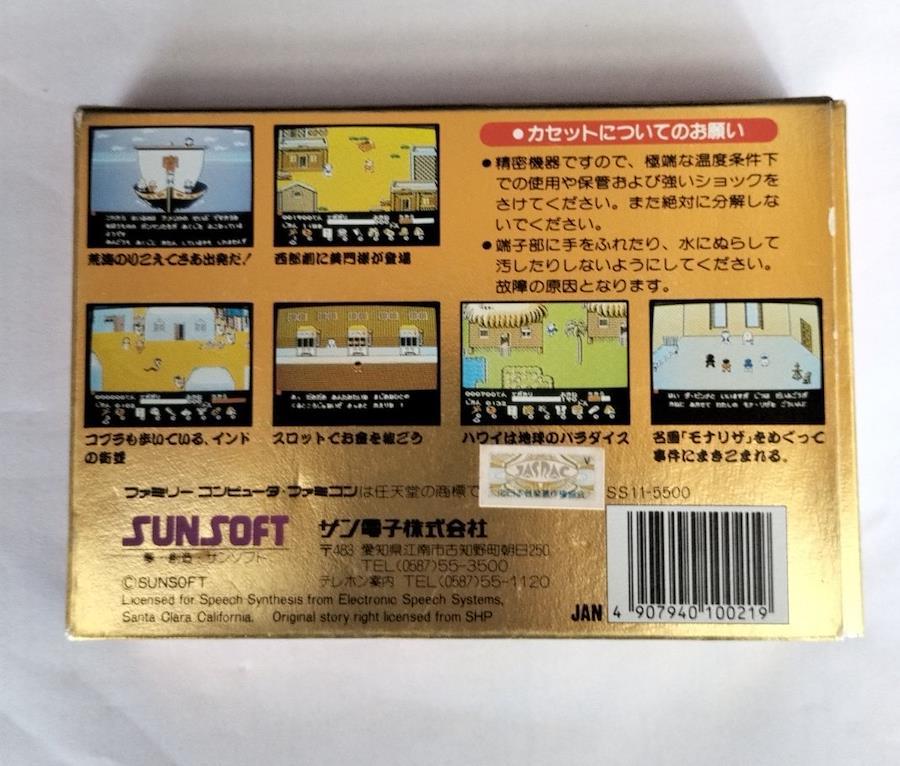 ●カセットについてのお願い
●精密機器ですので、極端な温度条件下
での使用や保管および強いショックを
さけてください。また絶対に分解しな
いでください。
●端子部に手をふれたり、水にぬらして
汚したりしないようにしてください。
故障の原因となります。
荒海のりこえてさあ出発だ!
西部劇に黄門様が登場
コブラも歩いている、インド
の街並
スロットでお金を稼ごう
ハワイは地球のパラダイス
名画「モナリザ」をめぐって
事件にまきこまれる。
ファミリーコンピュータ・ファミコンは任天堂の商標で
SS11-5500
JASRAC
SUNSOFT
夢・創造・サンソフト
サン電子株式会社
〒483 愛知県江南市古知野町朝日250
TEL(0587)55-3500
テレホン案内 TEL(0587)55-1120
©SUNSOFT
Licensed for Speech Synthesis from Electronic Speech Systems,
Santa Clara California. Original story right licensed from SHP
JAN 4 907940 100219